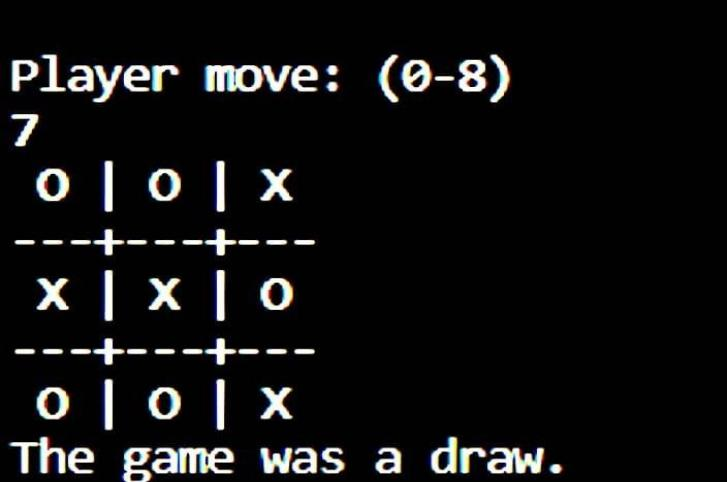 Player move: (0-8)
7
O | O | X
---+---+---
X | X | O
---+---+---
O | O | X
The game was a draw.